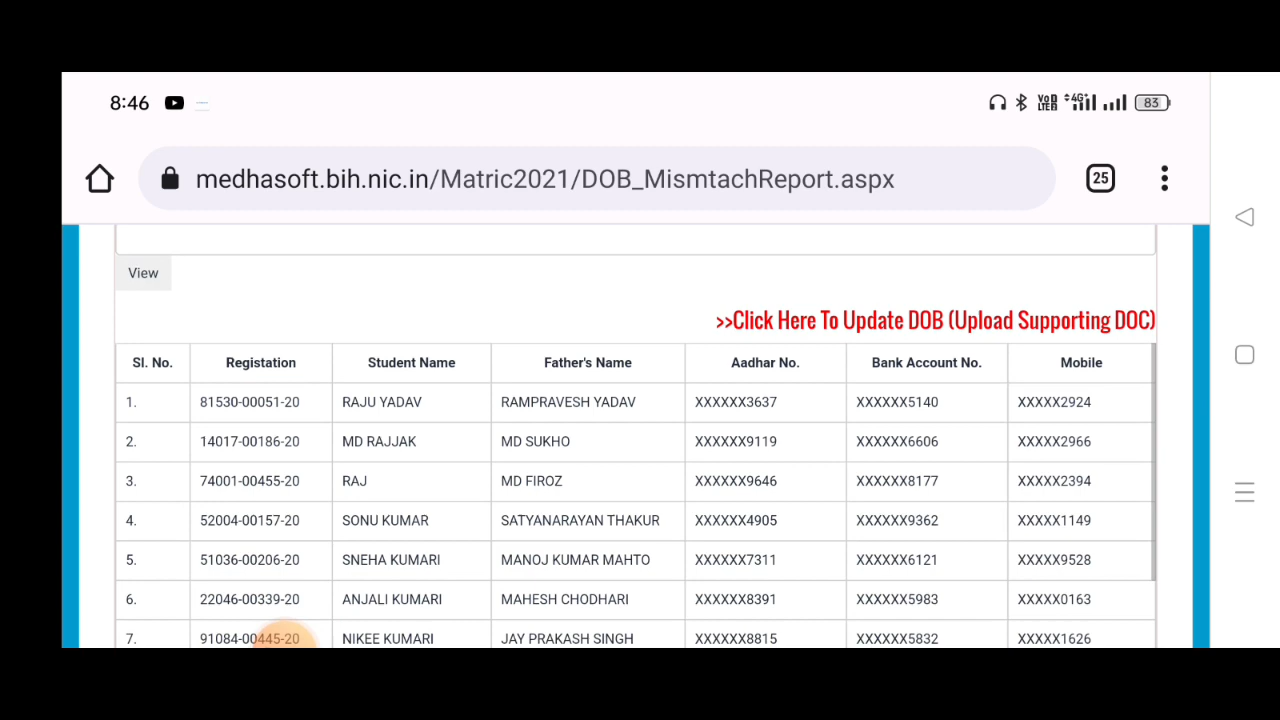 8:46 VoD LTE 4G+ 83
medhasoft.bih.nic.in/Matric2021/DOB_MismtachReport.aspx 25
View
>>Click Here To Update DOB (Upload Supporting DOC)
Sl. No. Registation Student Name Father's Name Aadhar No. Bank Account No. Mobile
1. 81530-00051-20 RAJU YADAV RAMPRAVESH YADAV XXXXXX3637 XXXXXX5140 XXXXX2924
2. 14017-00186-20 MD RAJJAK MD SUKHO XXXXXX9119 XXXXXX6606 XXXXX2966
3. 74001-00455-20 RAJ MD FIROZ XXXXXX9646 XXXXXX8177 XXXXX2394
4. 52004-00157-20 SONU KUMAR SATYANARAYAN THAKUR XXXXXX4905 XXXXXX9362 XXXXX1149
5. 51036-00206-20 SNEHA KUMARI MANOJ KUMAR MAHTO XXXXXX7311 XXXXXX6121 XXXXX9528
6. 22046-00339-20 ANJALI KUMARI MAHESH CHODHARI XXXXXX8391 XXXXXX5983 XXXXX0163
7. 91084-00445-20 NIKEE KUMARI JAY PRAKASH SINGH XXXXXX8815 XXXXXX5832 XXXXX1626